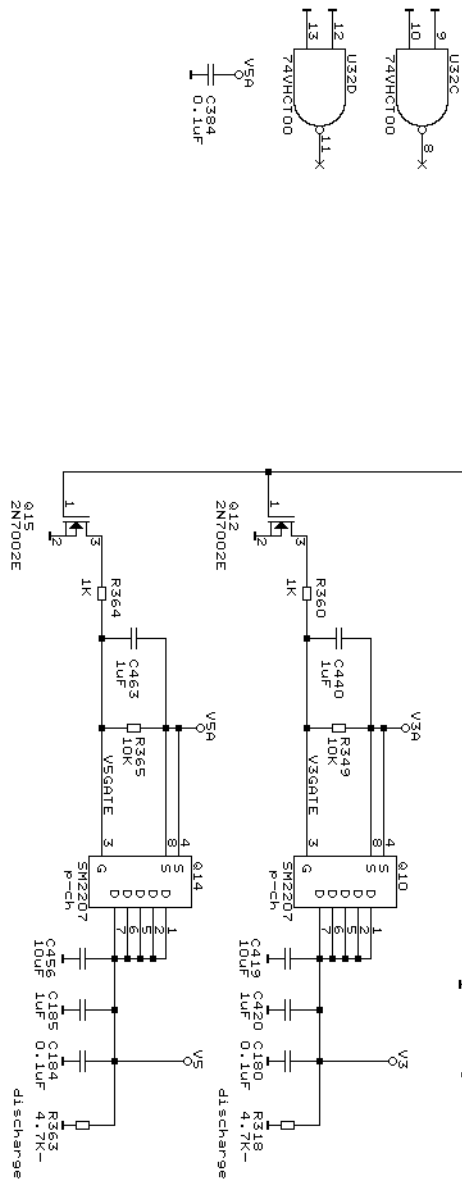 13
12
U32D
74VHCT00
11
10
9
U32C
74VHCT00
8
V5A
C384
0.1uF
1
2
3
Q15
2N7002E
R364
1K
C463
1uF
V5A
R365
10K
V5GATE
3
8
4
Q14
G
S
S
D
D
D
D
SM2207
p-ch
7
6
5
2
1
C456
10uF
C185
1uF
C184
0.1uF
V5
R363
4.7K-
discharge
1
2
3
Q12
2N7002E
R360
1K
C440
1uF
V3A
R349
10K
V3GATE
3
8
4
Q10
G
S
S
D
D
D
D
D
SM2207
p-ch
7
6
5
2
1
C419
10uF
C420
1uF
C180
0.1uF
V3
R318
4.7K-
discharge